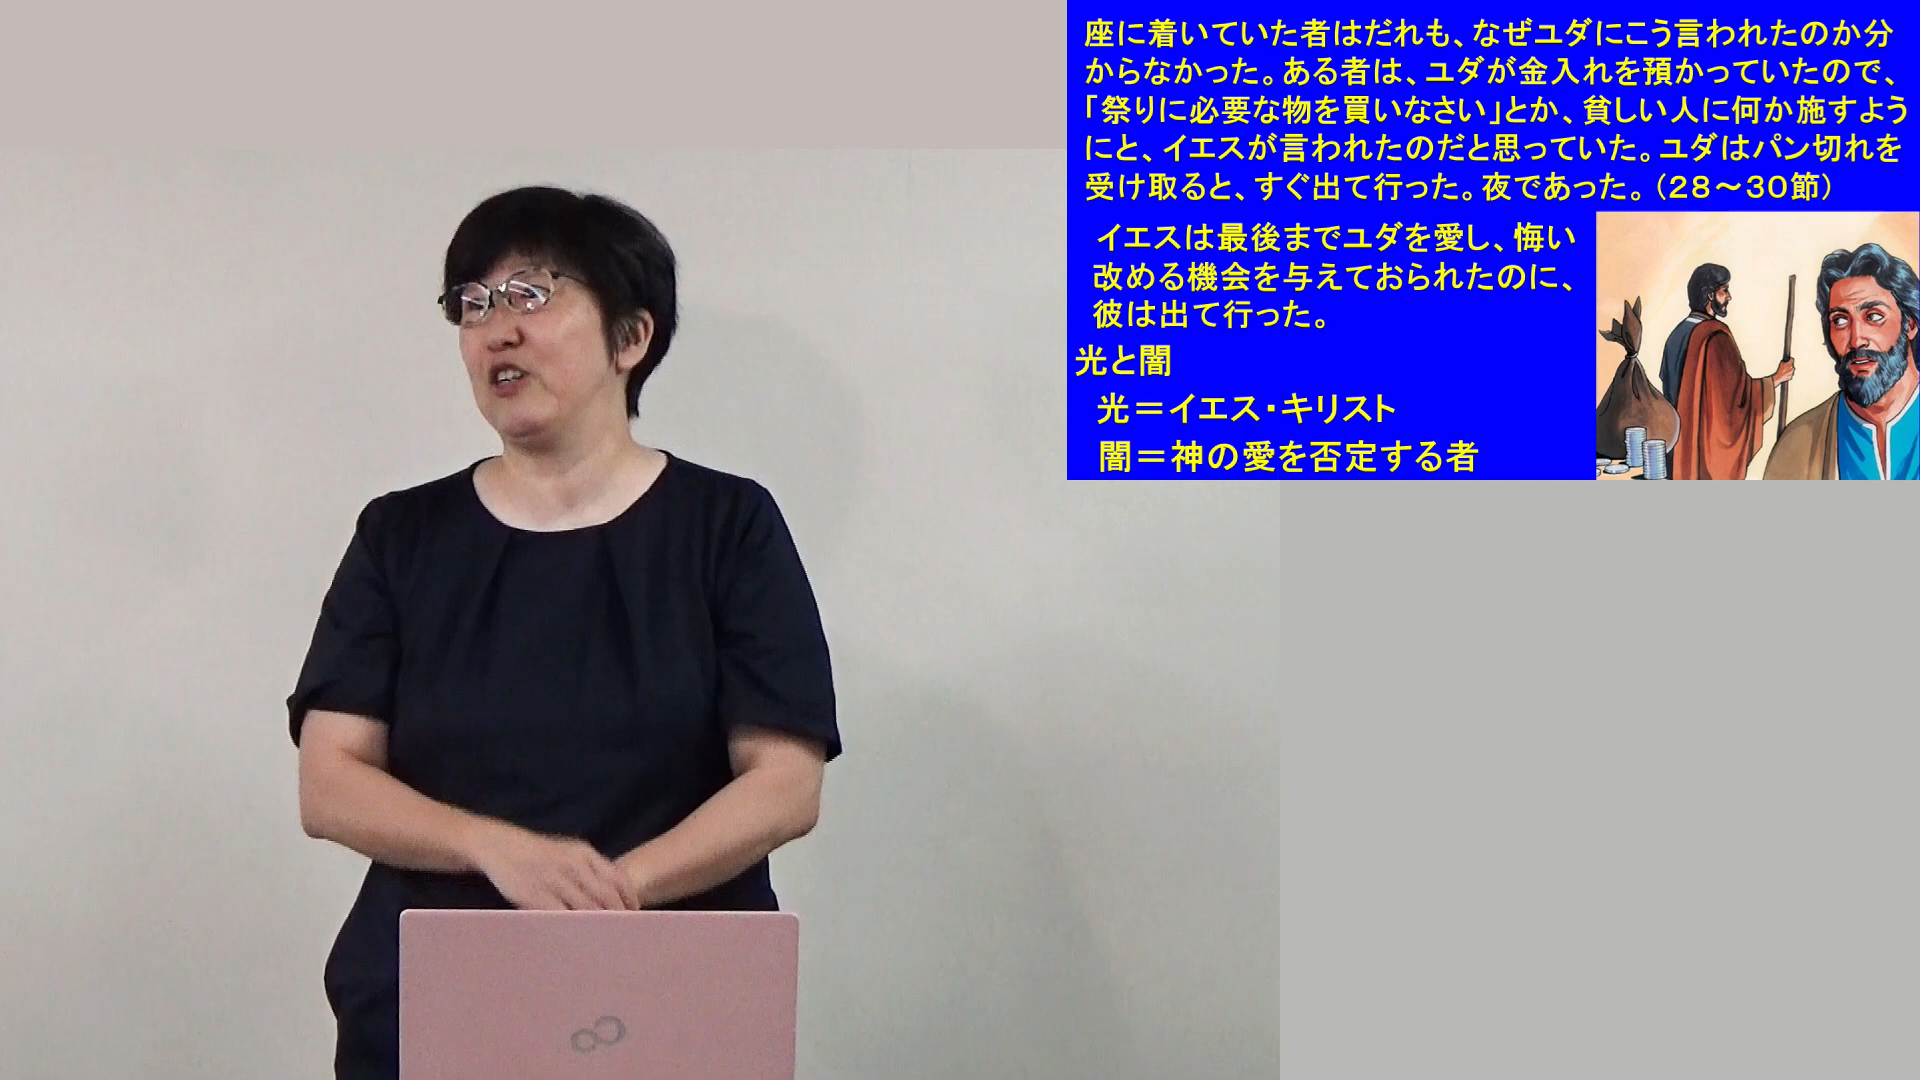 座に着いていた者はだれも、なぜユダにこう言われたのか分
からなかった。ある者は、ユダが金入れを預かっていたので、
「祭りに必要な物を買いなさい」とか、貧しい人に何か施すよう
にと、イエスが言われたのだと思っていた。ユダはパン切れを
受け取ると、すぐ出て行った。夜であった。（２８～３０節）
イエスは最後までユダを愛し、悔い
改める機会を与えておられたのに、
彼は出て行った。
光と闇
光＝イエス・キリスト
闇＝神の愛を否定する者